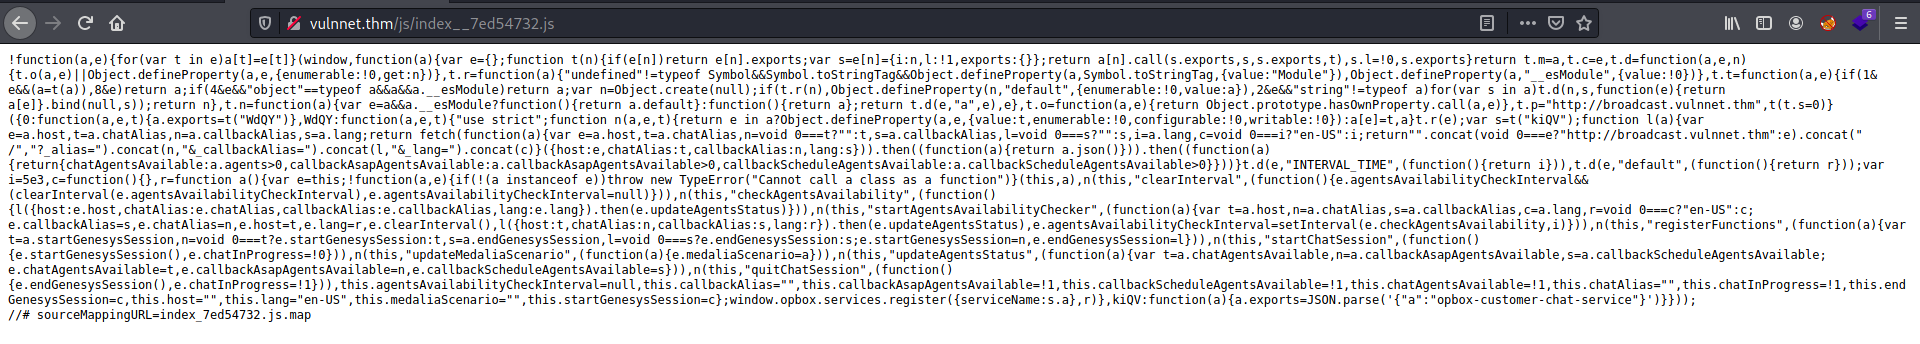 vulnnet.thm/js/index__7ed54732.js
6
!function(a,e){for(var t in e)a[t]=e[t]}(window,function(a){var e={};function t(n){if(e[n])return e[n].exports;var s=e[n]={i:n,l:!1,exports:{}};return a[n].call(s.exports,s,s.exports,t),s.l=!0,s.exports}return t.m=a,t.c=e,t.d=function(a,e,n)
{t.o(a,e)||Object.defineProperty(a,e,{enumerable:!0,get:n})},t.r=function(a){"undefined"!=typeof Symbol&&Symbol.toStringTag&&Object.defineProperty(a,Symbol.toStringTag,{value:"Module"}),Object.defineProperty(a,"__esModule",{value:!0})},t.t=function(a,e){if(1&
e&&(a=t(a)),8&e)return a;if(4&e&&"object"==typeof a&&a&&a.__esModule)return a;var n=Object.create(null);if(t.r(n),Object.defineProperty(n,"default",{enumerable:!0,value:a}),2&e&&"string"!=typeof a)for(var s in a)t.d(n,s,function(e){return
a[e]}.bind(null,s));return n},t.n=function(a){var e=a&&a.__esModule?function(){return a.default}:function(){return a};return t.d(e,"a",e),e},t.o=function(a,e){return Object.prototype.hasOwnProperty.call(a,e)},t.p="http://broadcast.vulnnet.thm",t(t.s=0)}
({0:function(a,e,t){a.exports=t("WdQY")},WdQY:function(a,e,t){"use strict";function n(a,e,t){return e in a?Object.defineProperty(a,e,{value:t,enumerable:!0,configurable:!0,writable:!0}):a[e]=t,a}t.r(e);var s=t("kiQV");function l(a){var
e=a.host,t=a.chatAlias,n=a.callbackAlias,s=a.lang;return fetch(function(a){var e=a.host,t=a.chatAlias,n=void 0===t?"":t,s=a.callbackAlias,l=void 0===s?"":s,i=a.lang,c=void 0===i?"en-US":i;return"".concat(void 0===e?"http://broadcast.vulnnet.thm":e).concat("
/","?_alias=").concat(n,"&_callbackAlias=").concat(l,"&_lang=").concat(c)}({host:e,chatAlias:t,callbackAlias:n,lang:s})).then((function(a){return a.json()})).then((function(a)
{return{chatAgentsAvailable:a.agents>0,callbackAsapAgentsAvailable:a.callbackAsapAgentsAvailable>0,callbackScheduleAgentsAvailable:a.callbackScheduleAgentsAvailable>0}}))}t.d(e,"INTERVAL_TIME",(function(){return i})),t.d(e,"default",(function(){return r}));var
i=5e3,c=function(){},r=function a(){var e=this;!function(a,e){if(!(a instanceof e))throw new TypeError("Cannot call a class as a function")}(this,a),n(this,"clearInterval",(function(){e.agentsAvailabilityCheckInterval&&
(clearInterval(e.agentsAvailabilityCheckInterval),e.agentsAvailabilityCheckInterval=null)})),n(this,"checkAgentsAvailability",(function()
{l({host:e.host,chatAlias:e.chatAlias,callbackAlias:e.callbackAlias,lang:e.lang}).then(e.updateAgentsStatus)})),n(this,"startAgentsAvailabilityChecker",(function(a){var t=a.host,n=a.chatAlias,s=a.callbackAlias,c=a.lang,r=void 0===c?"en-US":c;
e.callbackAlias=s,e.chatAlias=n,e.host=t,e.lang=r,e.clearInterval(),l({host:t,chatAlias:n,callbackAlias:s,lang:r}).then(e.updateAgentsStatus),e.agentsAvailabilityCheckInterval=setInterval(e.checkAgentsAvailability,i)})),n(this,"registerFunctions",(function(a){var
t=a.startGenesysSession,n=void 0===t?e.startGenesysSession:t,s=a.endGenesysSession,l=void 0===s?e.endGenesysSession:s;e.startGenesysSession=n,e.endGenesysSession=l})),n(this,"startChatSession",(function()
{e.startGenesysSession(),e.chatInProgress=!0})),n(this,"updateMedaliaScenario",(function(a){e.medaliaScenario=a})),n(this,"updateAgentsStatus",(function(a){var t=a.chatAgentsAvailable,n=a.callbackAsapAgentsAvailable,s=a.callbackScheduleAgentsAvailable;
e.chatAgentsAvailable=t,e.callbackAsapAgentsAvailable=n,e.callbackScheduleAgentsAvailable=s})),n(this,"quitChatSession",(function()
{e.endGenesysSession(),e.chatInProgress=!1})),this.agentsAvailabilityCheckInterval=null,this.callbackAlias="",this.callbackAsapAgentsAvailable=!1,this.callbackScheduleAgentsAvailable=!1,this.chatAgentsAvailable=!1,this.chatAlias="",this.chatInProgress=!1,this.end
GenesysSession=c,this.host="",this.lang="en-US",this.medaliaScenario="",this.startGenesysSession=c};window.opbox.services.register({serviceName:s.a},r)},kiQV:function(a){a.exports=JSON.parse('{"a":"opbox-customer-chat-service"}')}}));
//# sourceMappingURL=index_7ed54732.js.map